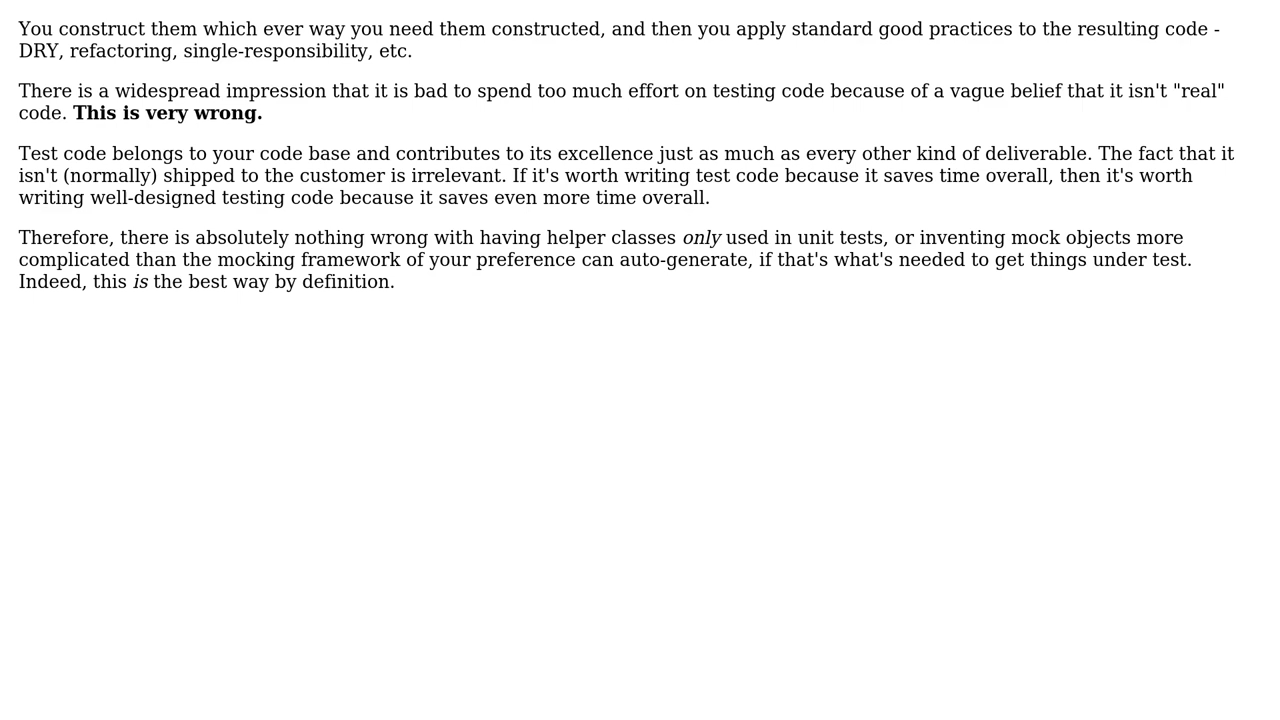 You construct them which ever way you need them constructed, and then you apply standard good practices to the resulting code -
DRY, refactoring, single-responsibility, etc.
There is a widespread impression that it is bad to spend too much effort on testing code because of a vague belief that it isn't "real"
code. This is very wrong.
Test code belongs to your code base and contributes to its excellence just as much as every other kind of deliverable. The fact that it
isn't (normally) shipped to the customer is irrelevant. If it's worth writing test code because it saves time overall, then it's worth
writing well-designed testing code because it saves even more time overall.
Therefore, there is absolutely nothing wrong with having helper classes only used in unit tests, or inventing mock objects more
complicated than the mocking framework of your preference can auto-generate, if that's what's needed to get things under test.
Indeed, this is the best way by definition.